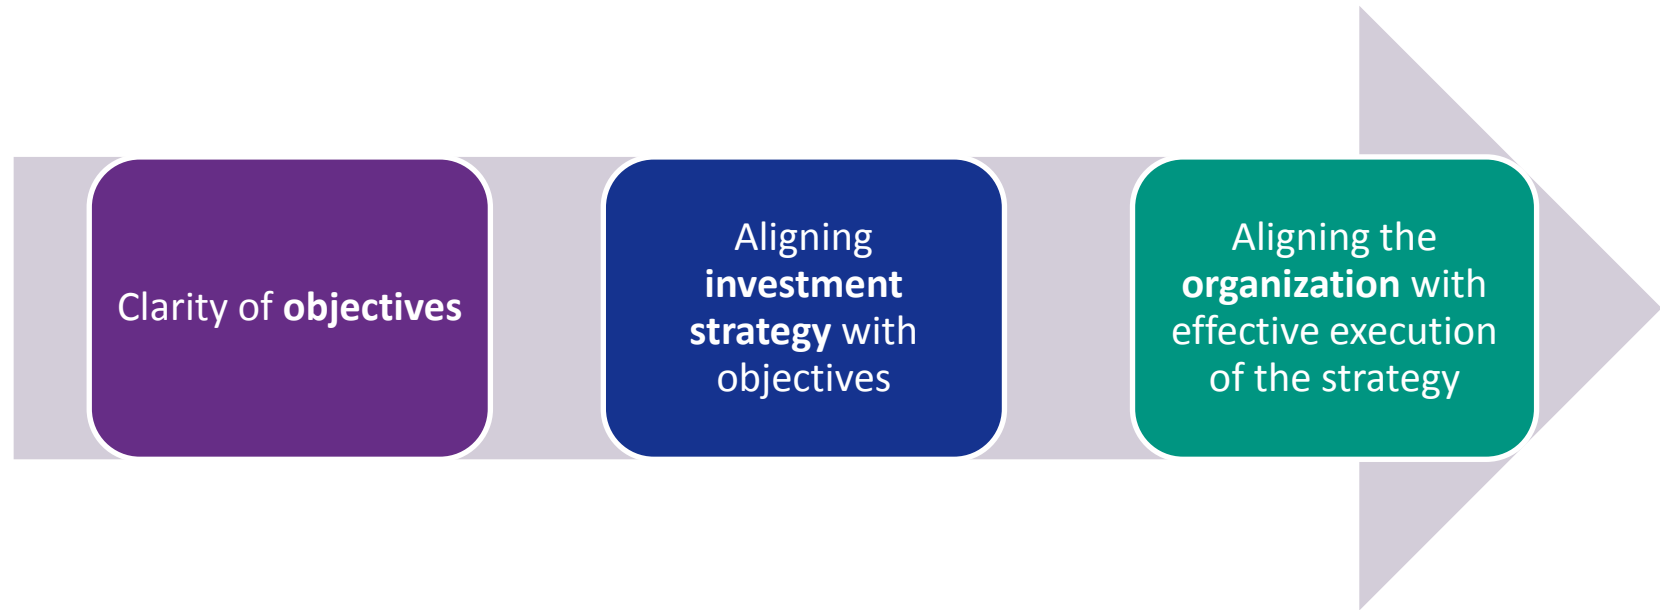 Clarity of objectives
Aligning
investment
strategy with
objectives
Aligning the
organization with
effective execution
of the strategy